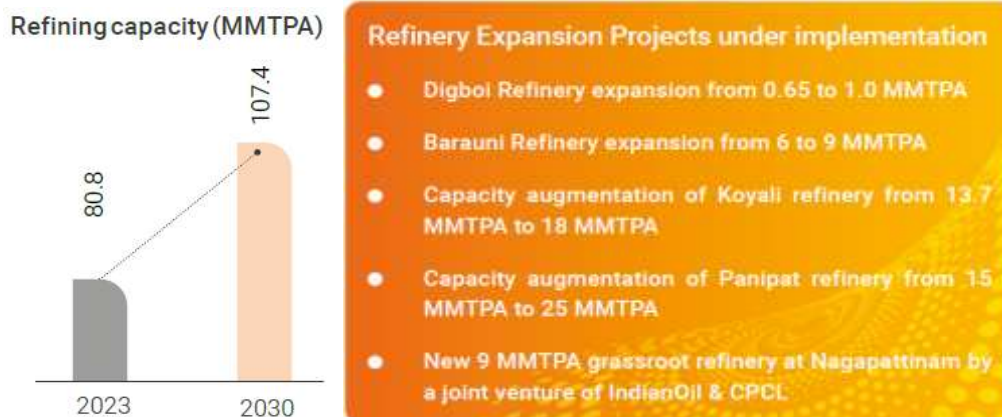 Refining capacity (MMTPA)
80.8
107.4
2023
2030
Refinery Expansion Projects under implementation
Digboi Refinery expansion from 0.65 to 1.0 MMTPA
Barauni Refinery expansion from 6 to 9 MMTPA
Capacity augmentation of Koyali refinery from 13.7
MMTPA to 18 MMTPA
Capacity augmentation of Panipat refinery from 15
MMTPA to 25 MMTPA
New 9 MMTPA grassroot refinery at Nagapattinam by
a joint venture of IndianOil & CPCL